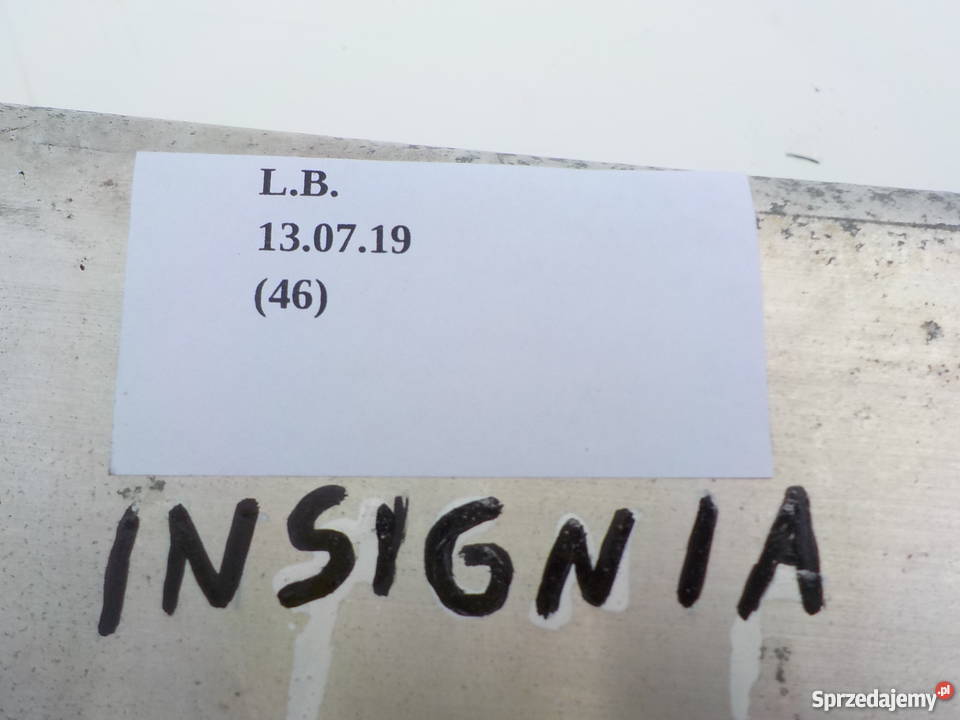 L.B.
13.07.19
(46)
INSIGNIA
Sprzedajemy.pl